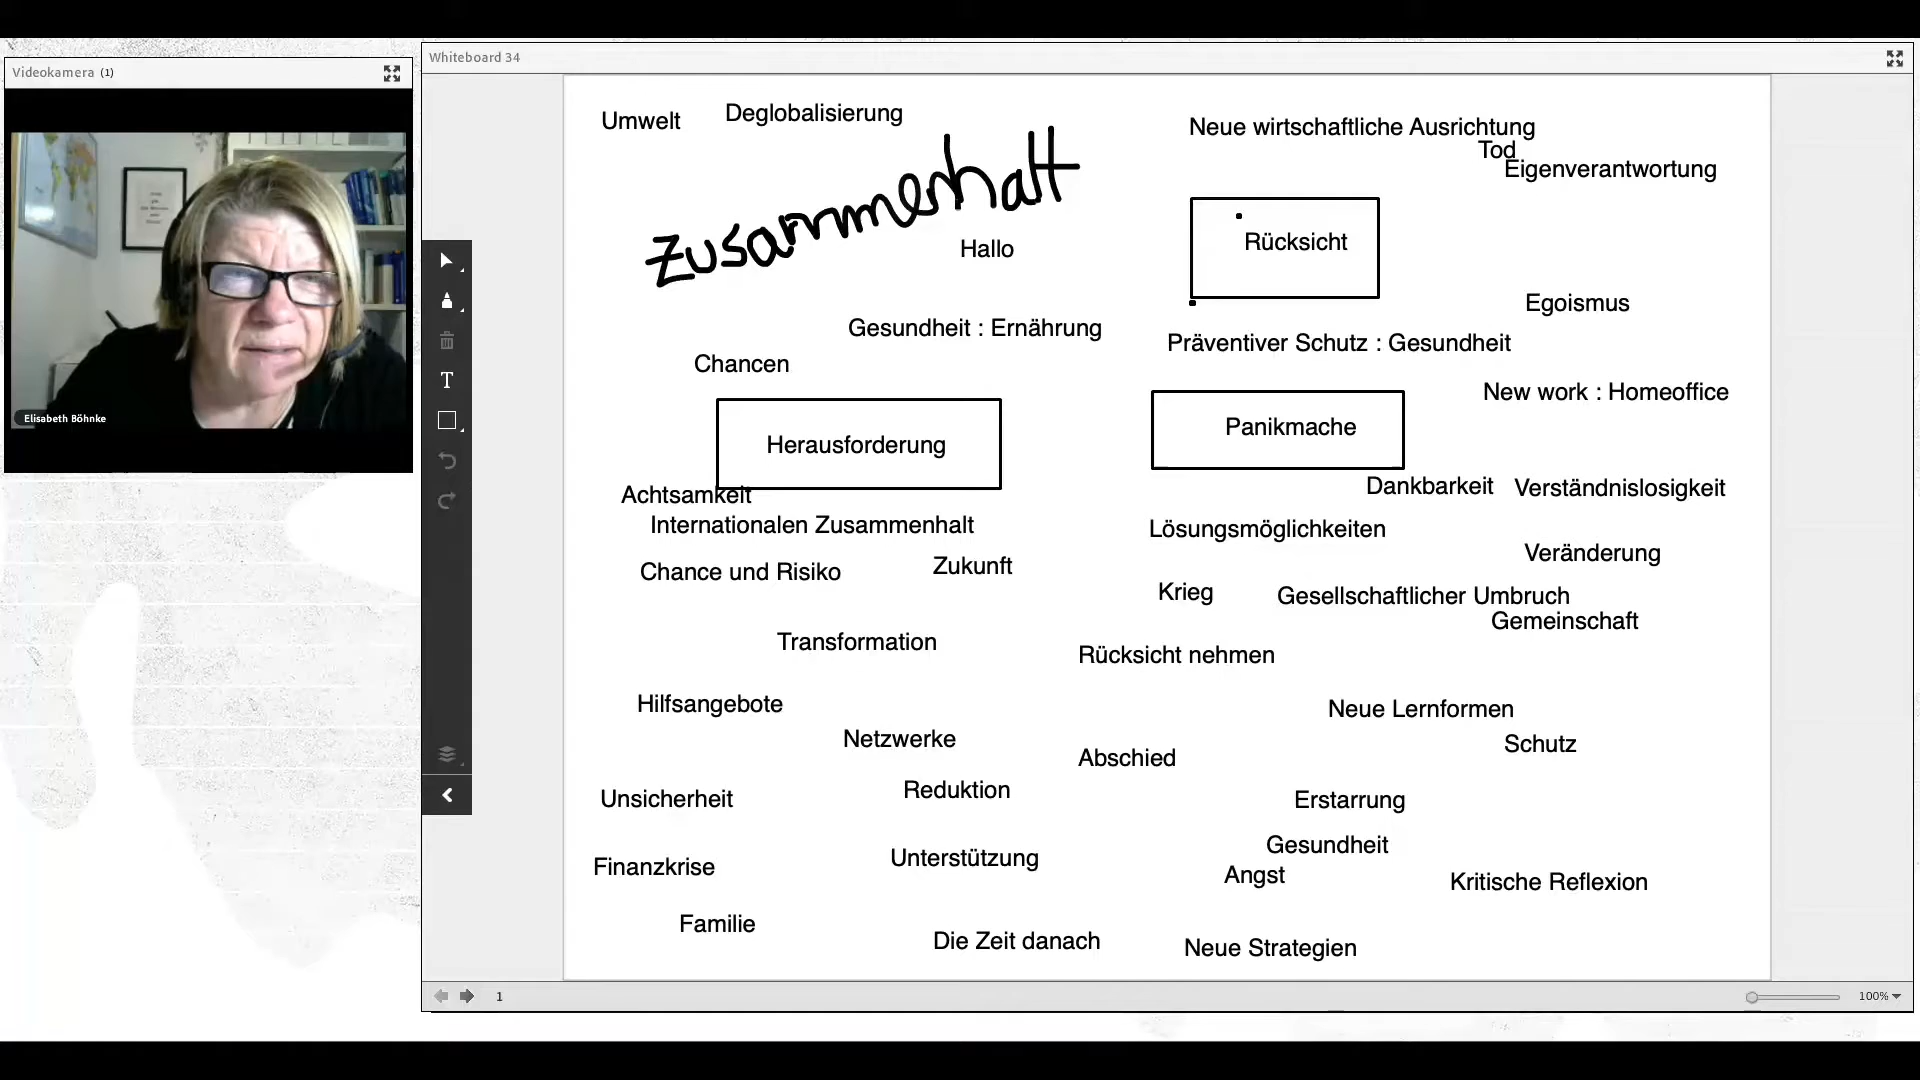 Videokamera (1)
Elisabeth Böhnke
Whiteboard 34
Umwelt
Deglobalisierung
Neue wirtschaftliche Ausrichtung
Tod
Eigenverantwortung
Zusammenhalt
Hallo
Rücksicht
Egoismus
Gesundheit : Ernährung
Präventiver Schutz : Gesundheit
Chancen
New work : Homeoffice
Herausforderung
Panikmache
Achtsamkeit
Dankbarkeit
Verständnislosigkeit
Internationalen Zusammenhalt
Lösungsmöglichkeiten
Chance und Risiko
Zukunft
Veränderung
Krieg
Gesellschaftlicher Umbruch
Gemeinschaft
Transformation
Rücksicht nehmen
Hilfsangebote
Neue Lernformen
Netzwerke
Schutz
Abschied
Unsicherheit
Reduktion
Erstarrung
Gesundheit
Finanzkrise
Unterstützung
Angst
Kritische Reflexion
Familie
Die Zeit danach
Neue Strategien
1
100%